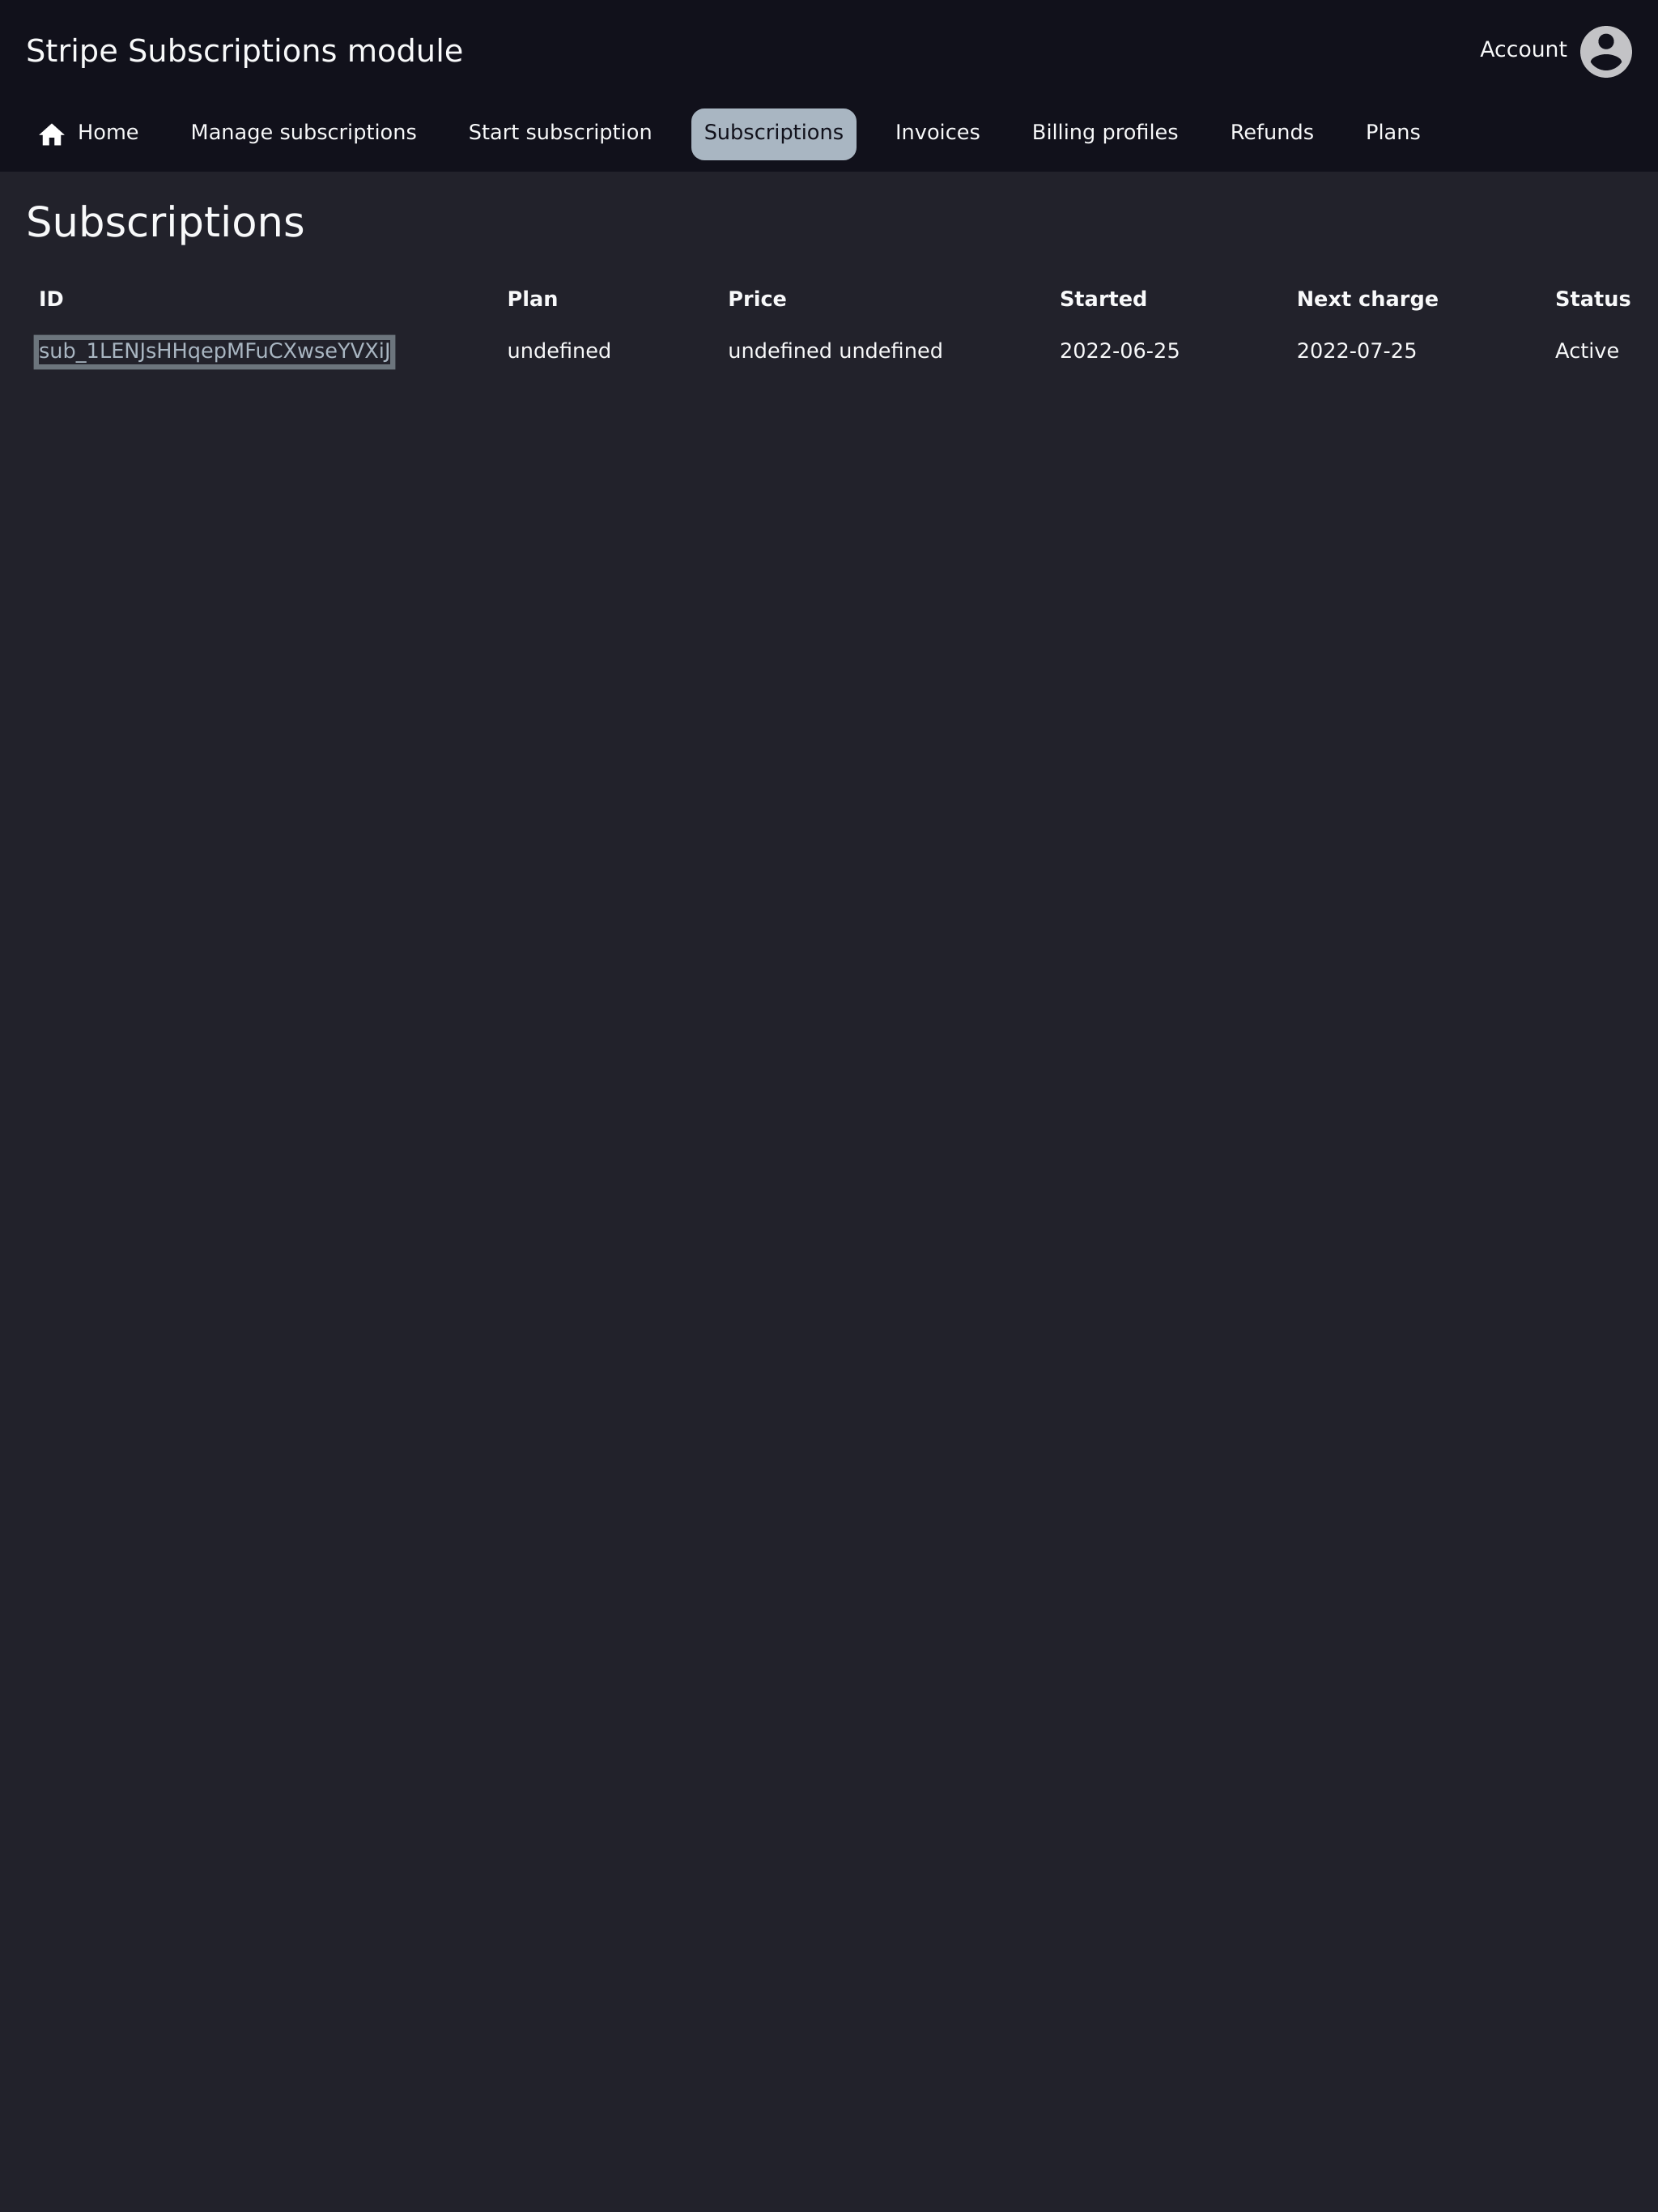 Stripe Subscriptions module
Account
Home Manage subscriptions Start subscription Subscriptions Invoices Billing profiles Refunds Plans
Subscriptions
ID Plan Price Started Next charge Status
sub_1LENJsHHqepMFuCXwseYVXiJ undefined undefined undefined 2022-06-25 2022-07-25 Active